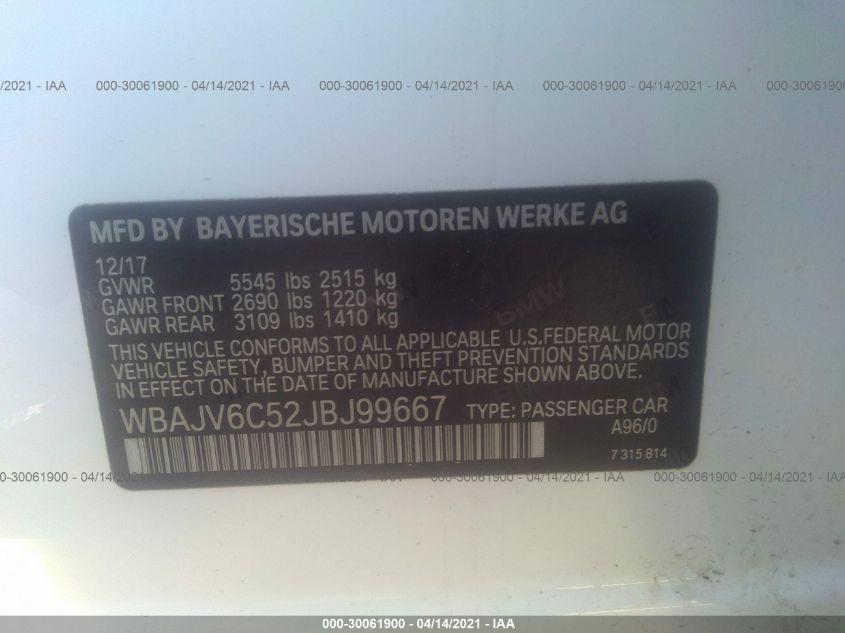 2021 - IAA 000-30061900 - 04/14/2021 - IAA 000-30061900 - 04/14/2021 - IAA 000-30061900 - 04/14/2021 - IAA 000-3006
MFD BY BAYERISCHE MOTOREN WERKE AG
12/17
GVWR 5545 lbs 2515 kg
GAWR FRONT 2690 lbs 1220 kg
GAWR REAR 3109 lbs 1410 kg
BMW
THIS VEHICLE CONFORMS TO ALL APPLICABLE U.S.FEDERAL MOTOR
VEHICLE SAFETY, BUMPER AND THEFT PREVENTION STANDARDS
IN EFFECT ON THE DATE OF MANUFACTURE SHOWN ABOVE.
WBAJV6C52JBJ99667 TYPE: PASSENGER CAR
A96/0
7 315 814
000-30061900 - 04/14/2021 - IAA 000-30061900 - 04/14/2021 - IAA
000-30061900 - 04/14/2021 - IAA